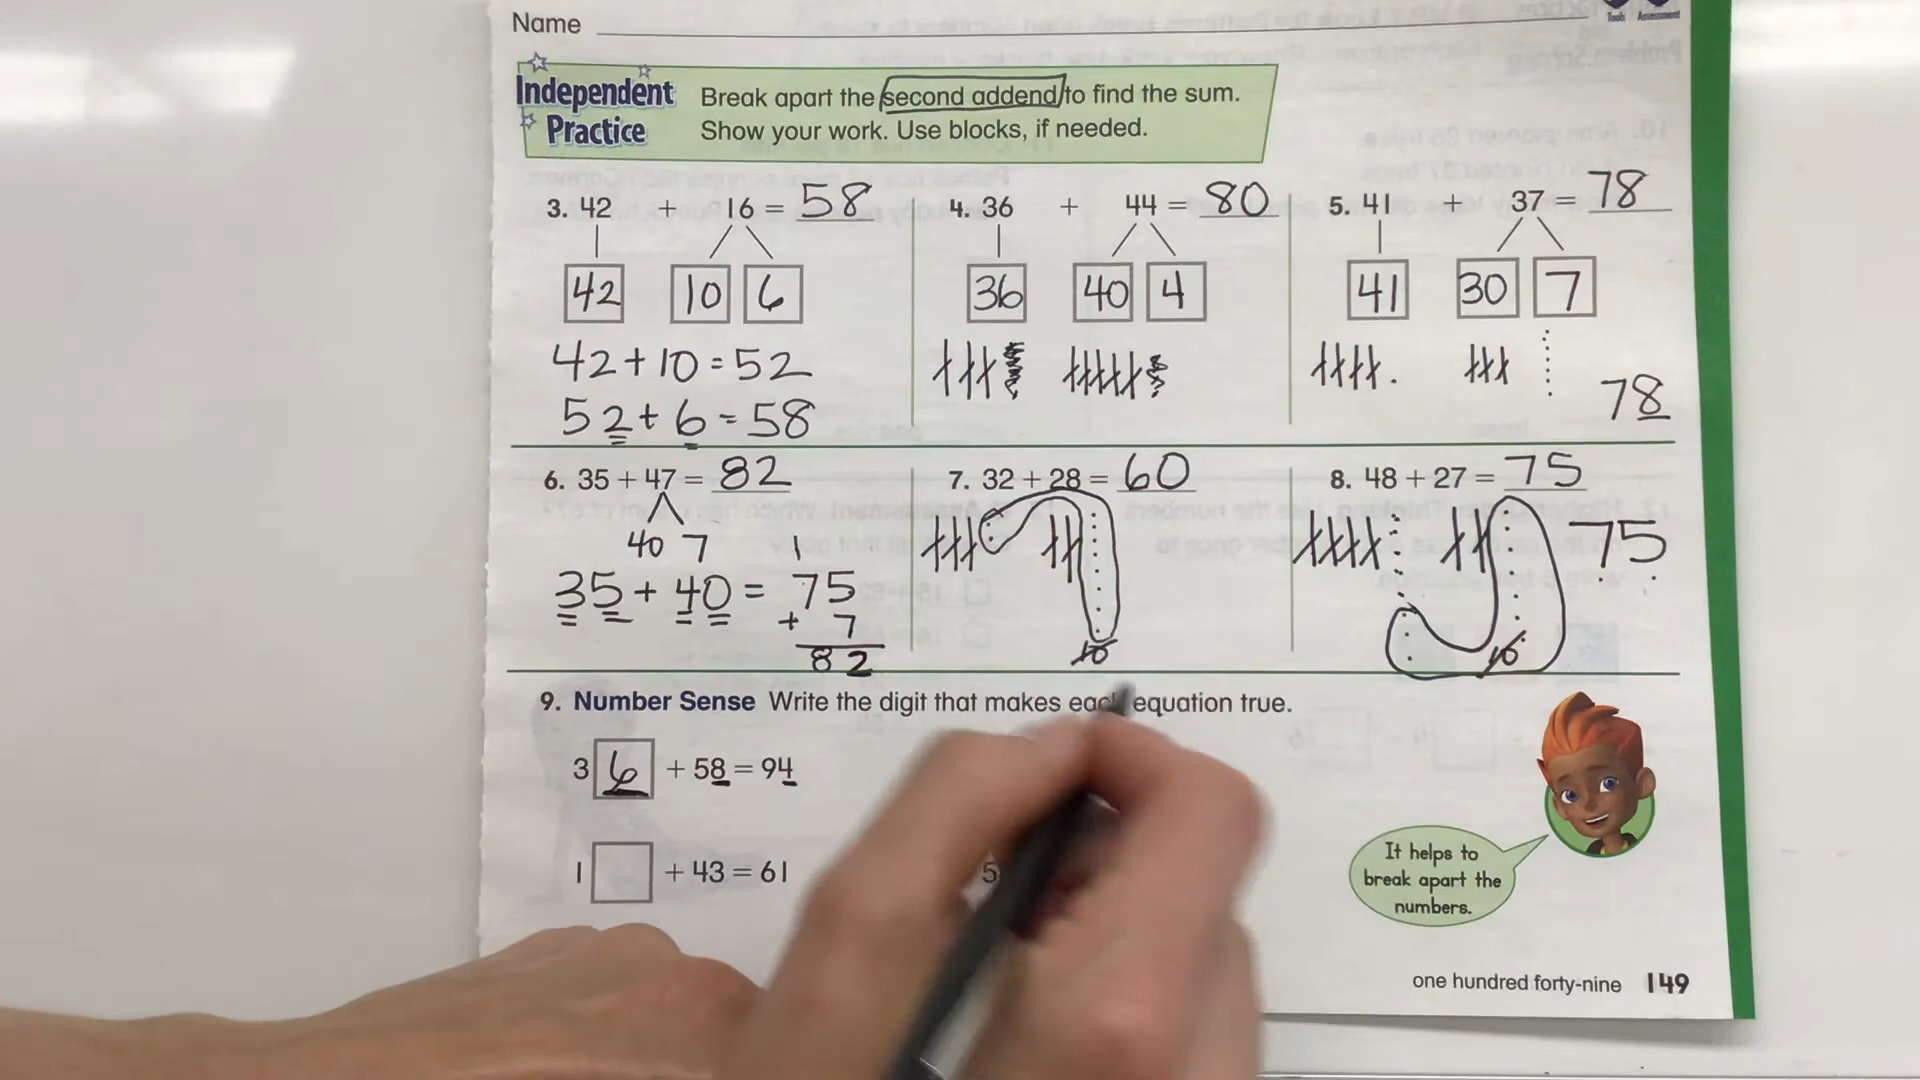 Name
Tools Assessment
Independent Practice
Break apart the second addend to find the sum.
Show your work. Use blocks, if needed.
3. 42 + 16 = 58
42 10 6
42 + 10 = 52
52 + 6 = 58
4. 36 + 44 = 80
36 40 4
5. 41 + 37 = 78
41 30 7
78
6. 35 + 47 = 82
40 7
1
35 + 40 = 75
+ 7
82
7. 32 + 28 = 60
10
8. 48 + 27 = 75
75
10
9. Number Sense Write the digit that makes each equation true.
3 6 + 58 = 94
1 + 43 = 61
5
It helps to
break apart the
numbers.
one hundred forty-nine 149